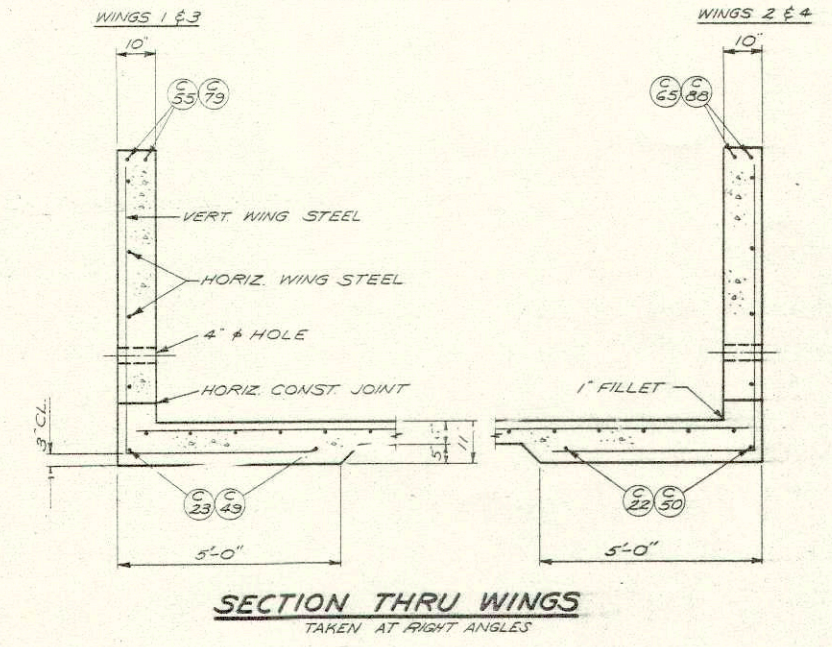 WINGS 1 & 3
WINGS 2 & 4
10"
10"
C 55
C 79
C 65
C 88
VERT. WING STEEL
HORIZ. WING STEEL
4" ϕ HOLE
HORIZ. CONST. JOINT
1" FILLET
3" CL.
5"
11"
C 23
C 49
C 22
C 50
5'-0"
5'-0"
SECTION THRU WINGS
TAKEN AT RIGHT ANGLES